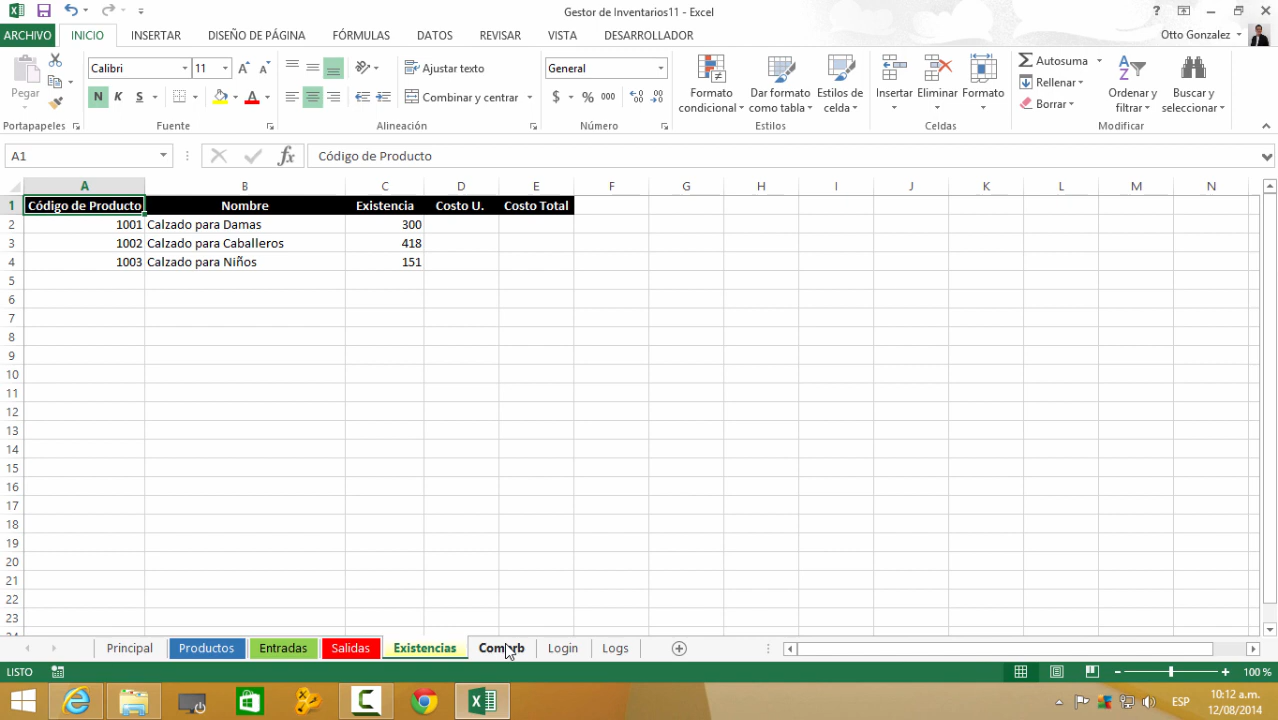 Gestor de Inventarios11 - Excel
ARCHIVO INICIO INSERTAR DISEÑO DE PÁGINA FÓRMULAS DATOS REVISAR VISTA DESARROLLADOR Otto Gonzalez
Pegar
Calibri 11
N K S
Ajustar texto
Combinar y centrar
General
$ % 000
Formato condicional
Dar formato como tabla
Estilos de celda
Insertar Eliminar Formato
Autosuma
Rellenar
Borrar
Ordenar y filtrar
Buscar y seleccionar
Portapapeles Fuente Alineación Número Estilos Celdas Modificar
A1 fx Código de Producto
A B C D E F G H I J K L M N
1 Código de Producto Nombre Existencia Costo U. Costo Total
2 1001 Calzado para Damas 300
3 1002 Calzado para Caballeros 418
4 1003 Calzado para Niños 151
5
6
7
8
9
10
11
12
13
14
15
16
17
18
19
20
21
22
23
Principal Productos Entradas Salidas Existencias Login Logs
LISTO 100 %
ESP 10:12 a.m.
12/08/2014